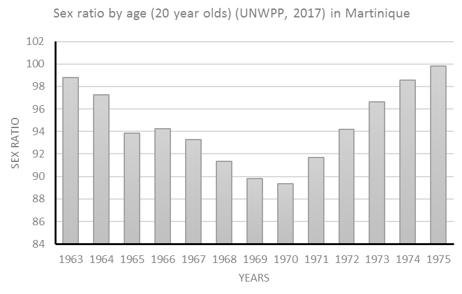 Sex ratio by age (20 year olds) (UNWPP, 2017) in Martinique
102
100
98
96
94
92
90
88
86
84
SEX RATIO
1963 1964 1965 1966 1967 1968 1969 1970 1971 1972 1973 1974 1975
YEARS